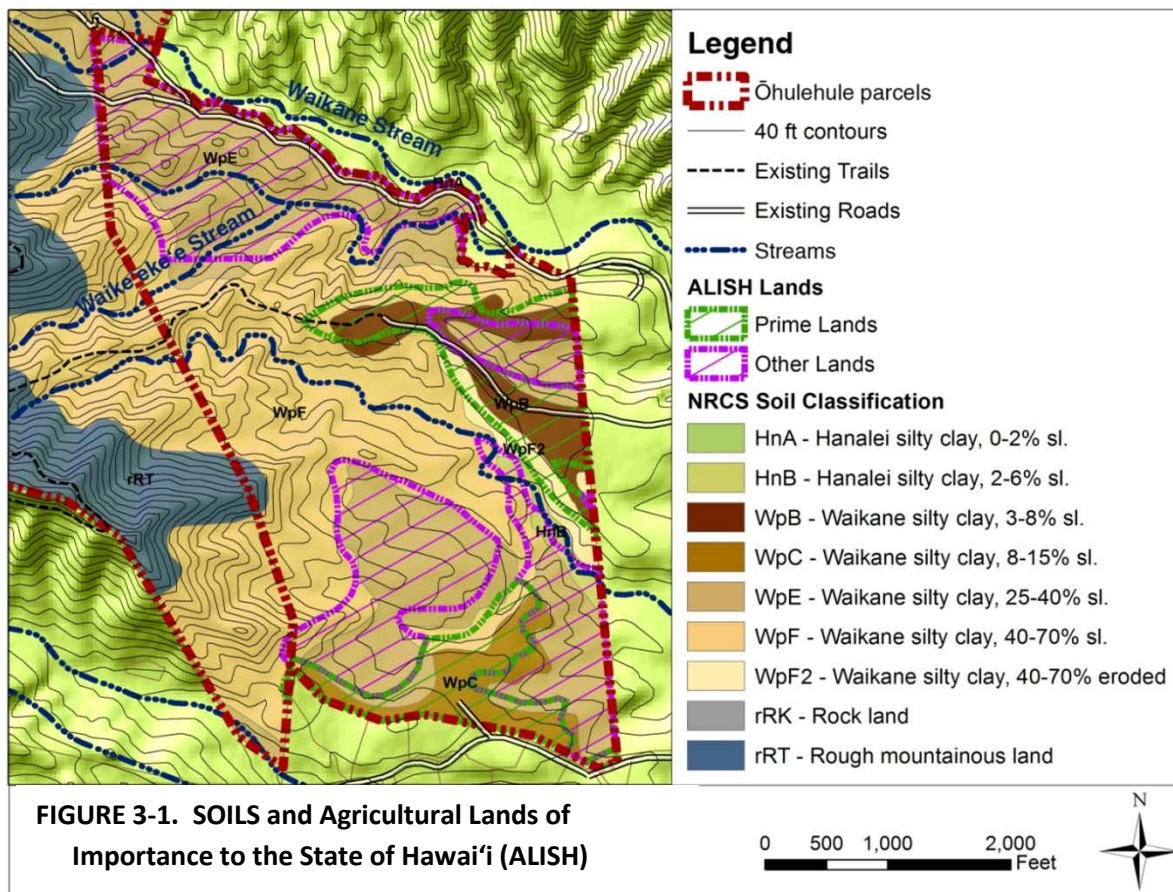 Waikāne Stream
WpE
HnA
Waike'eke'e Stream
WpB
WpF
WpF2
rRT
HnB
WpC
Legend
Ōhulehule parcels
40 ft contours
Existing Trails
Existing Roads
Streams
ALISH Lands
Prime Lands
Other Lands
NRCS Soil Classification
HnA - Hanalei silty clay, 0-2% sl.
HnB - Hanalei silty clay, 2-6% sl.
WpB - Waikane silty clay, 3-8% sl.
WpC - Waikane silty clay, 8-15% sl.
WpE - Waikane silty clay, 25-40% sl.
WpF - Waikane silty clay, 40-70% sl.
WpF2 - Waikane silty clay, 40-70% eroded
rRK - Rock land
rRT - Rough mountainous land
FIGURE 3-1. SOILS and Agricultural Lands of
Importance to the State of Hawai‘i (ALISH)
0 500 1,000 2,000
Feet
N